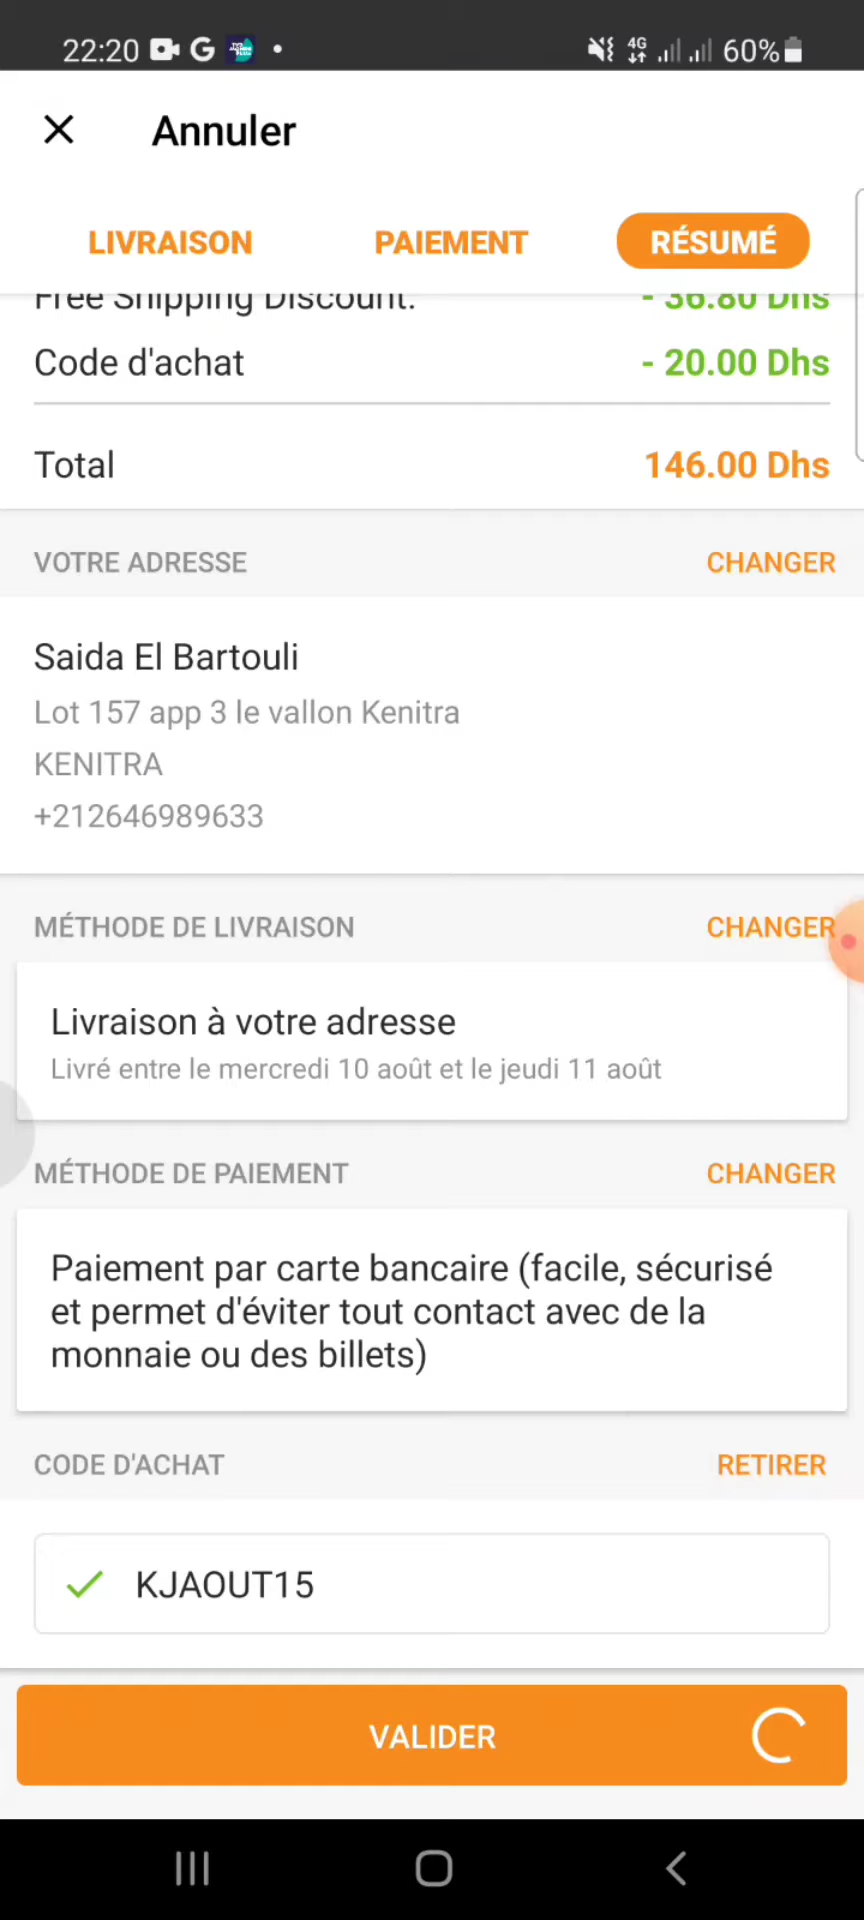 22:20
4G
60%
Annuler
LIVRAISON PAIEMENT RÉSUMÉ
Free Shipping Discount: - 36.80 Dhs
Code d'achat - 20.00 Dhs
Total 146.00 Dhs
VOTRE ADRESSE CHANGER
Saida El Bartouli
Lot 157 app 3 le vallon Kenitra
KENITRA
+212646989633
MÉTHODE DE LIVRAISON CHANGER
Livraison à votre adresse
Livré entre le mercredi 10 août et le jeudi 11 août
MÉTHODE DE PAIEMENT CHANGER
Paiement par carte bancaire (facile, sécurisé
et permet d'éviter tout contact avec de la
monnaie ou des billets)
CODE D'ACHAT RETIRER
KJAOUT15
VALIDER